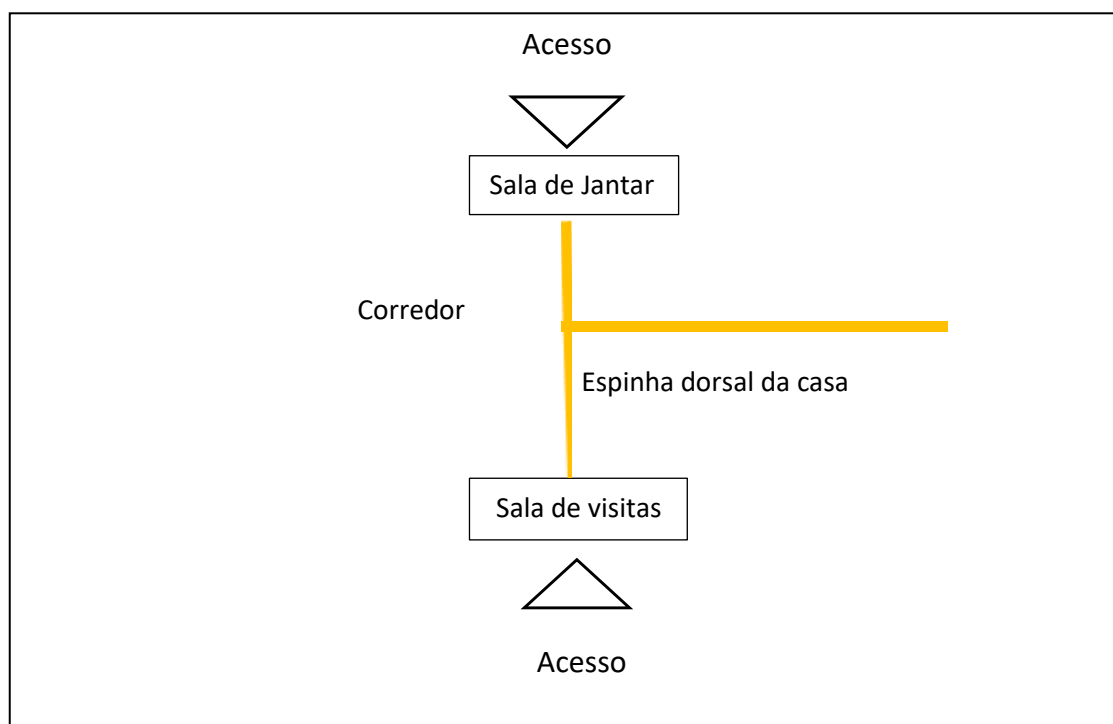 Acesso
Sala de Jantar
Corredor
Espinha dorsal da casa
Sala de visitas
Acesso